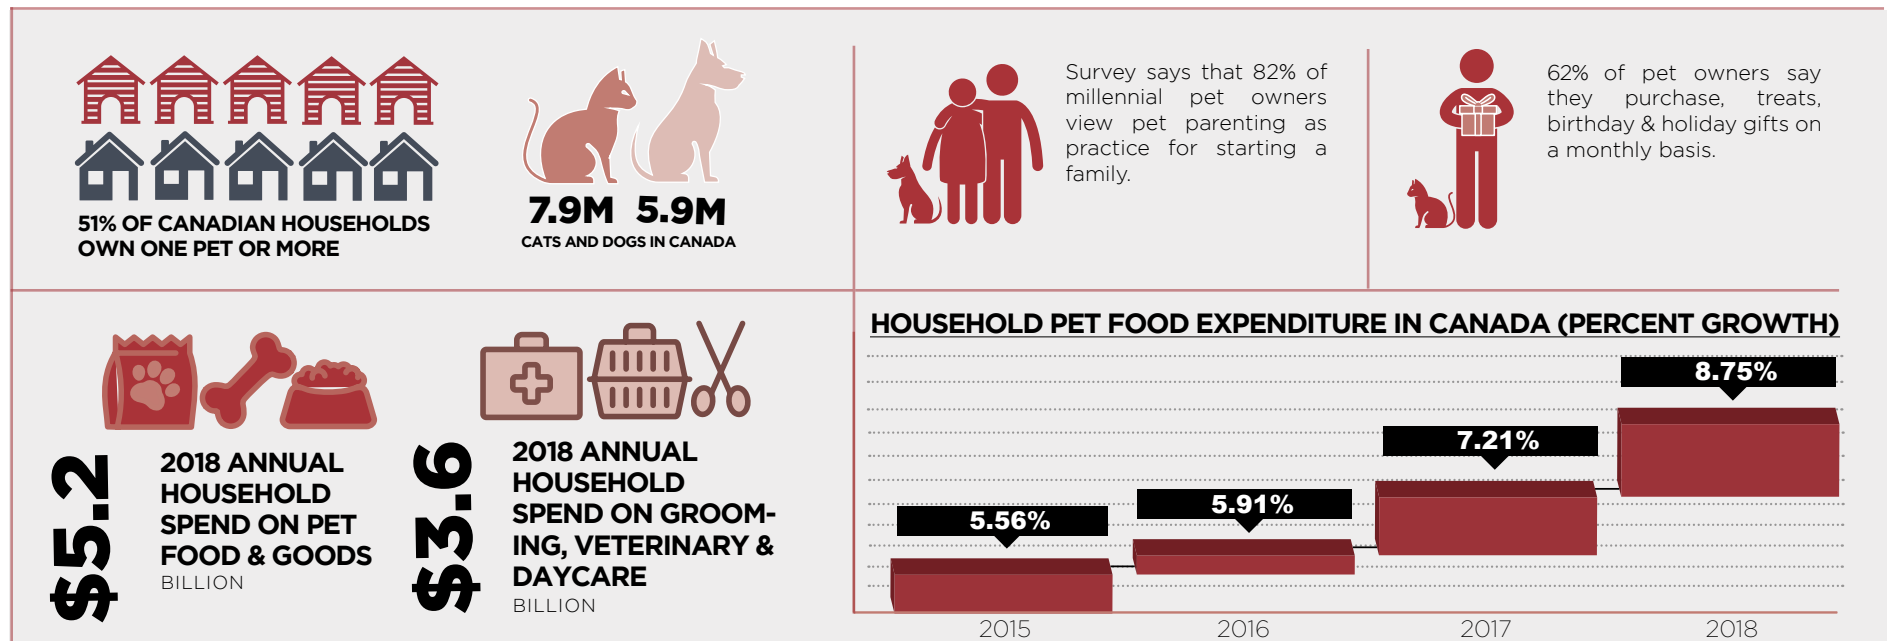 51% OF CANADIAN HOUSEHOLDS
OWN ONE PET OR MORE
7.9M 5.9M
CATS AND DOGS IN CANADA
Survey says that 82% of
millennial pet owners
view pet parenting as
practice for starting a
family.
62% of pet owners say
they purchase, treats,
birthday & holiday gifts on
a monthly basis.
$5.2
2018 ANNUAL
HOUSEHOLD
SPEND ON PET
FOOD & GOODS
BILLION
$3.6
2018 ANNUAL
HOUSEHOLD
SPEND ON GROOM-
ING, VETERINARY &
DAYCARE
BILLION
HOUSEHOLD PET FOOD EXPENDITURE IN CANADA (PERCENT GROWTH)
5.56%
5.91%
7.21%
8.75%
2015
2016
2017
2018